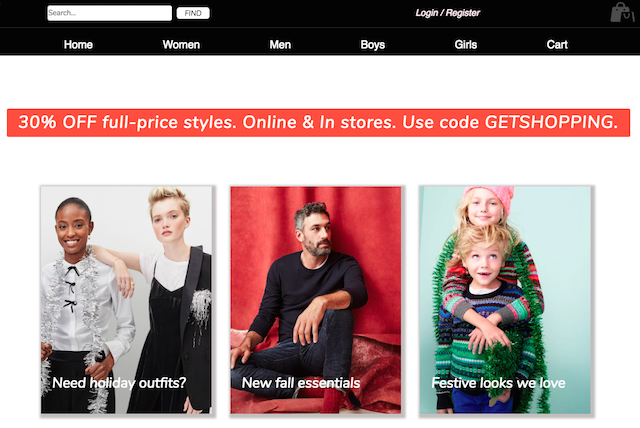 Search...
FIND
Login / Register
Home
Women
Men
Boys
Girls
Cart
30% OFF full-price styles. Online & In stores. Use code GETSHOPPING.
Need holiday outfits?
New fall essentials
Festive looks we love